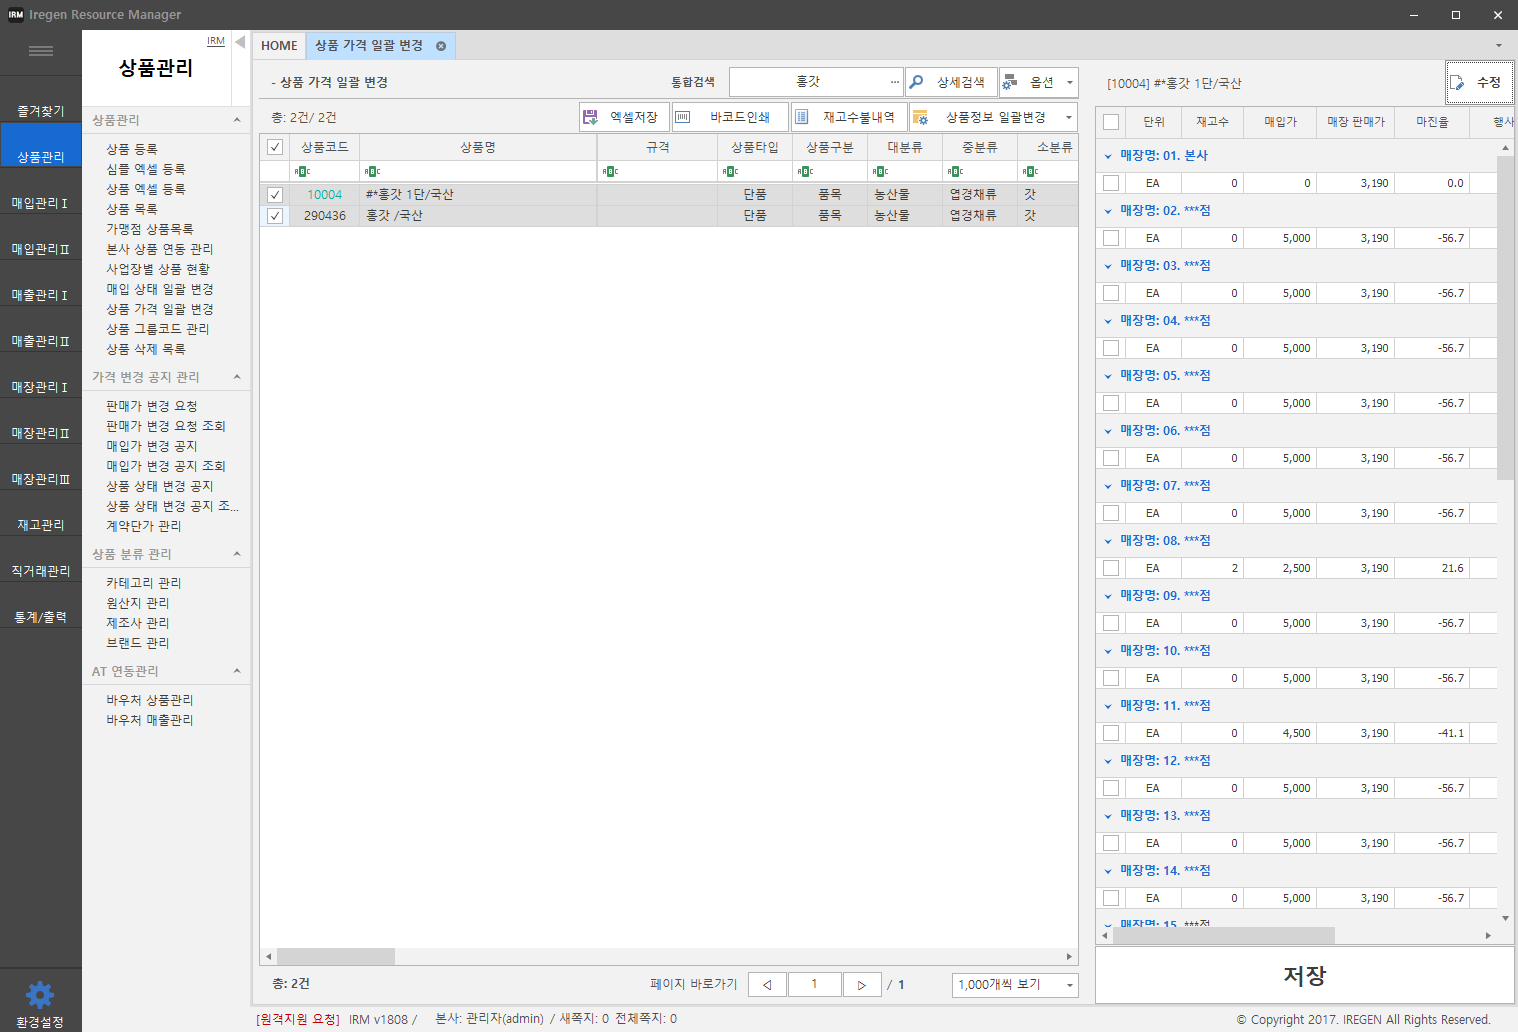 IRM Iregen Resource Manager
즐겨찾기
상품관리
매입관리 Ⅰ
매입관리Ⅱ
매출관리 Ⅰ
매출관리Ⅱ
매장관리 Ⅰ
매장관리Ⅱ
매장관리Ⅲ
재고관리
직거래관리
통계/출력
환경설정
IRM
상품관리
상품관리
상품 등록
심플 엑셀 등록
상품 엑셀 등록
상품 목록
가맹점 상품목록
본사 상품 연동 관리
사업장별 상품 현황
매입 상태 일괄 변경
상품 가격 일괄 변경
상품 그룹코드 관리
상품 삭제 목록
가격 변경 공지 관리
판매가 변경 요청
판매가 변경 요청 조회
매입가 변경 공지
매입가 변경 공지 조회
상품 상태 변경 공지
상품 상태 변경 공지 조...
계약단가 관리
상품 분류 관리
카테고리 관리
원산지 관리
제조사 관리
브랜드 관리
AT 연동관리
바우처 상품관리
바우처 매출관리
HOME 상품 가격 일괄 변경
- 상품 가격 일괄 변경 통합검색 홍갓 ... 상세검색 옵션
총: 2건/ 2건 엑셀저장 바코드인쇄 재고수불내역 상품정보 일괄변경
상품코드 상품명 규격 상품타입 상품구분 대분류 중분류 소분류
ABC ABC ABC ABC ABC ABC ABC ABC
10004 #*홍갓 1단/국산 단품 품목 농산물 엽경채류 갓
290436 홍갓 /국산 단품 품목 농산물 엽경채류 갓
총: 2건 페이지 바로가기 1 / 1 1,000개씩 보기
[10004] #*홍갓 1단/국산 수정
단위 재고수 매입가 매장 판매가 마진율 행사
매장명: 01. 본사
EA 0 0 3,190 0.0
매장명: 02. ***점
EA 0 5,000 3,190 -56.7
매장명: 03. ***점
EA 0 5,000 3,190 -56.7
매장명: 04. ***점
EA 0 5,000 3,190 -56.7
매장명: 05. ***점
EA 0 5,000 3,190 -56.7
매장명: 06. ***점
EA 0 5,000 3,190 -56.7
매장명: 07. ***점
EA 0 5,000 3,190 -56.7
매장명: 08. ***점
EA 2 2,500 3,190 21.6
매장명: 09. ***점
EA 0 5,000 3,190 -56.7
매장명: 10. ***점
EA 0 5,000 3,190 -56.7
매장명: 11. ***점
EA 0 4,500 3,190 -41.1
매장명: 12. ***점
EA 0 5,000 3,190 -56.7
매장명: 13. ***점
EA 0 5,000 3,190 -56.7
매장명: 14. ***점
EA 0 5,000 3,190 -56.7
매장명: 15. ***점
저장
[원격지원 요청] IRM v1808 / 본사: 관리자(admin) / 새쪽지: 0 전체쪽지: 0 © Copyright 2017. IREGEN All Rights Reserved.